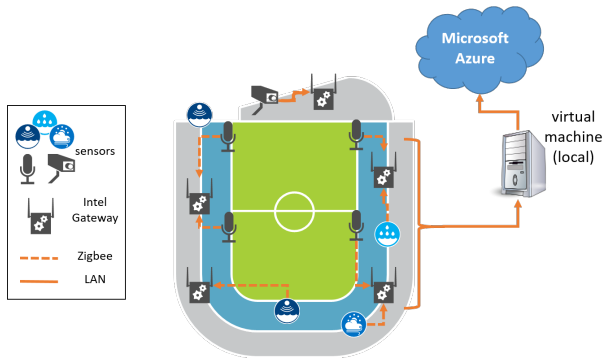 Microsoft
Azure
virtual
machine
(local)
sensors
Intel
Gateway
Zigbee
LAN